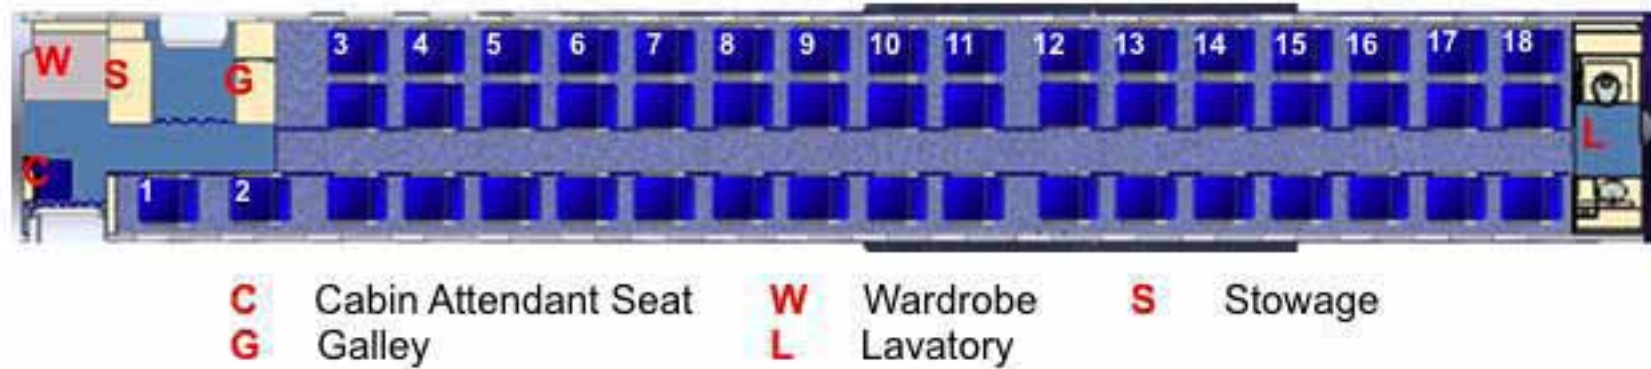 W S G 3 4 5 6 7 8 9 10 11 12 13 14 15 16 17 18
L
C 1 2
C Cabin Attendant Seat W Wardrobe S Stowage
G Galley L Lavatory